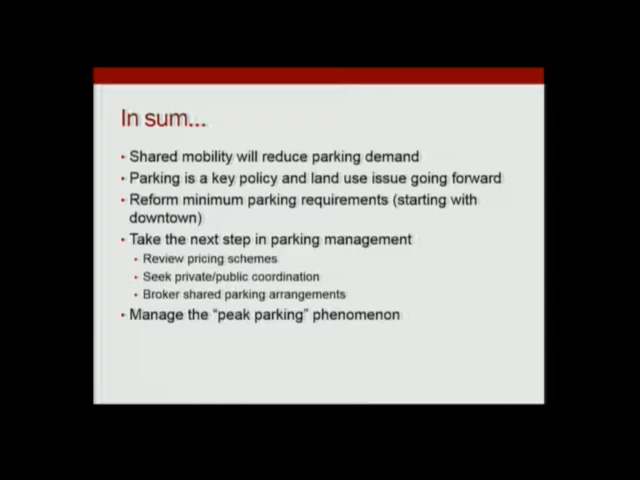 In sum...
• Shared mobility will reduce parking demand
• Parking is a key policy and land use issue going forward
• Reform minimum parking requirements (starting with
downtown)
• Take the next step in parking management
• Review pricing schemes
• Seek private/public coordination
• Broker shared parking arrangements
• Manage the "peak parking" phenomenon